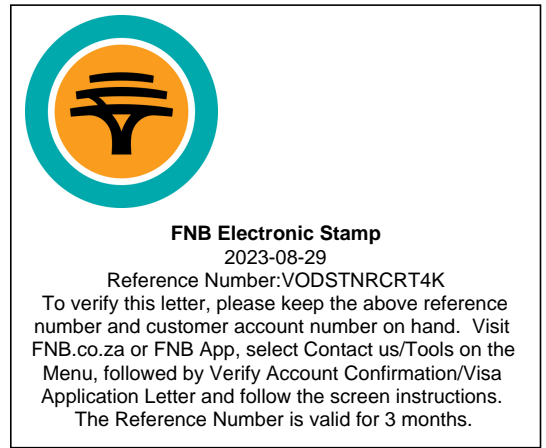 FNB Electronic Stamp
2023-08-29
Reference Number:VODSTNRCRT4K
To verify this letter, please keep the above reference
number and customer account number on hand.  Visit
FNB.co.za or FNB App, select Contact us/Tools on the
Menu, followed by Verify Account Confirmation/Visa
Application Letter and follow the screen instructions.
The Reference Number is valid for 3 months.